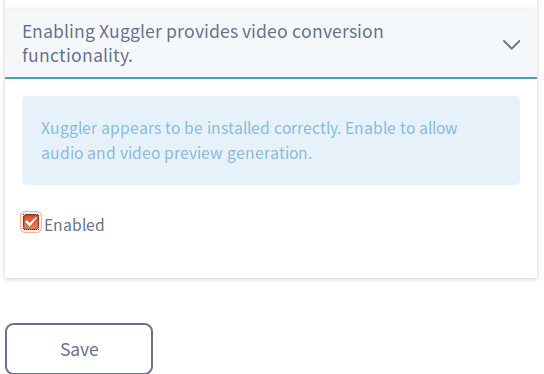 Enabling Xuggler provides video conversion
functionality.
Xuggler appears to be installed correctly. Enable to allow
audio and video preview generation.
Enabled
Save